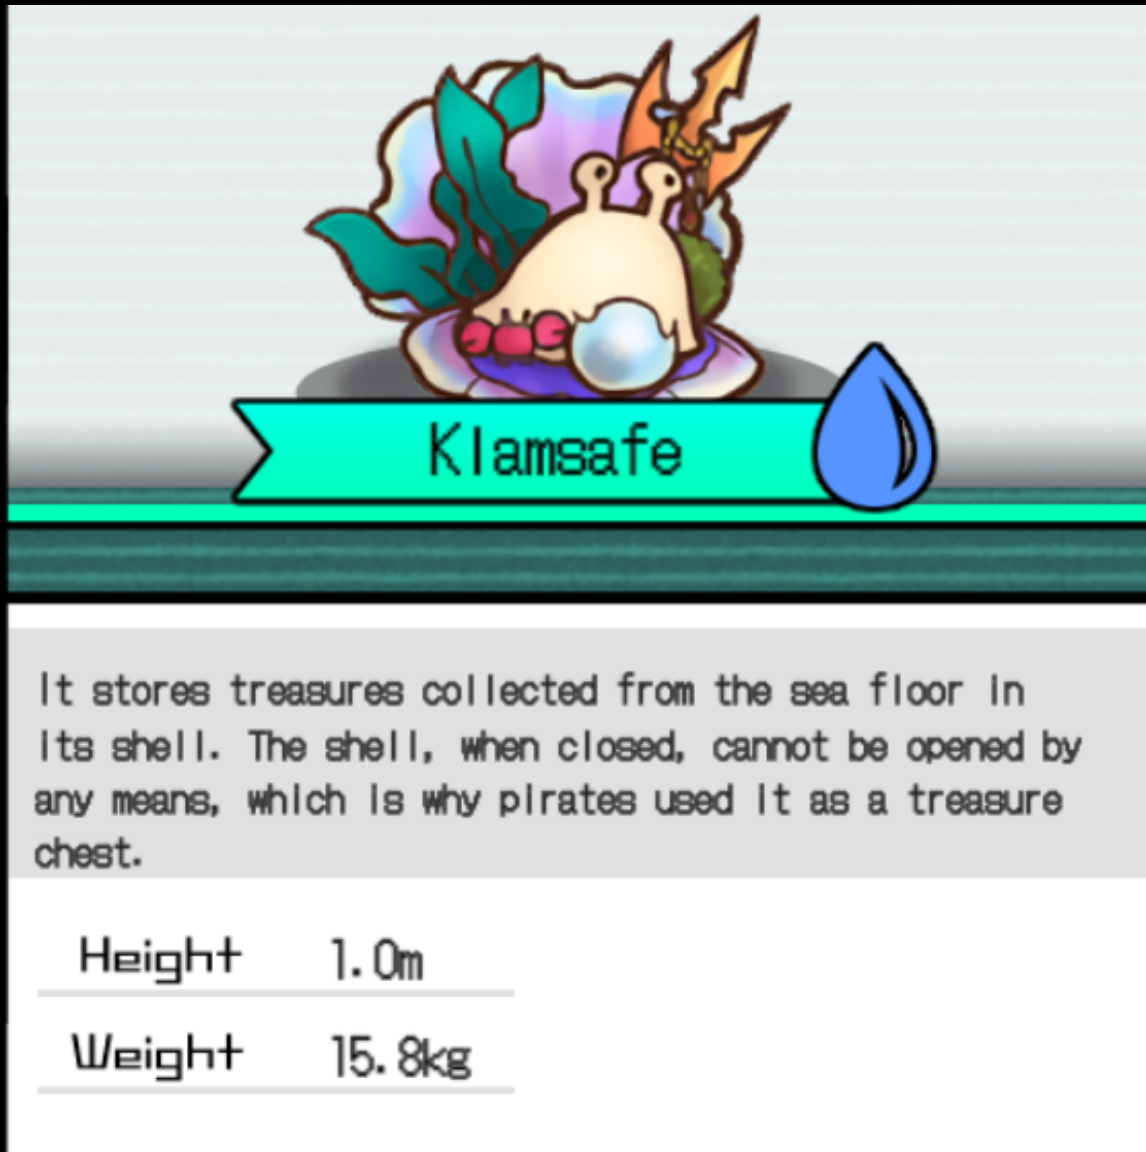 Klamsafe
It stores treasures collected from the sea floor in
its shell. The shell, when closed, cannot be opened by
any means, which is why pirates used it as a treasure
chest.
Height 1.0m
Weight 15.8kg